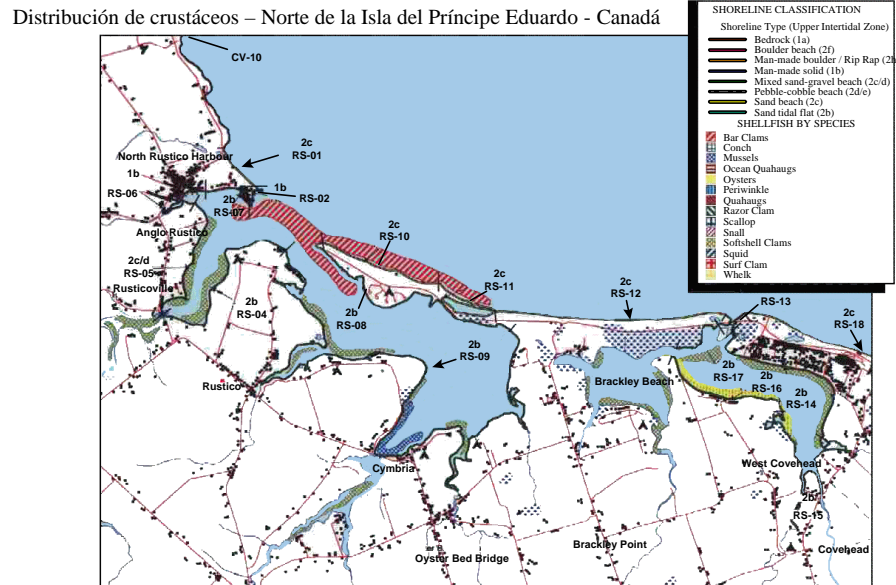 Distribución de crustáceos – Norte de la Isla del Príncipe Eduardo - Canadá
SHORELINE CLASSIFICATION
Shoreline Type (Upper Intertidal Zone)
Bedrock (1a)
Boulder beach (2f)
Man-made boulder / Rip Rap (2h
Man-made solid (1b)
Mixed sand-gravel beach (2c/d)
Pebble-cobble beach (2d/e)
Sand beach (2c)
Sand tidal flat (2b)
SHELLFISH BY SPECIES
Bar Clams
Conch
Mussels
Ocean Quahaugs
Oysters
Periwinkle
Quahaugs
Razor Clam
Scallop
Snall
Softshell Clams
Squid
Surf Clam
Whelk
CV-10
2c
RS-01
North Rustico Harbour
1b
RS-06
1b
RS-02
2b
RS-07
Anglo Rustico
2c
RS-10
2c/d
RS-05
Rusticoville
2c
RS-11
2c
RS-12
RS-13
2c
RS-18
2b
RS-04
2b
RS-08
2b
RS-09
Rustico
Brackley Beach
2b
RS-17
2b
RS-16
2b
RS-14
Cymbria
West Covehead
2b
RS-15
Oyster Bed Bridge
Brackley Point
Covehead